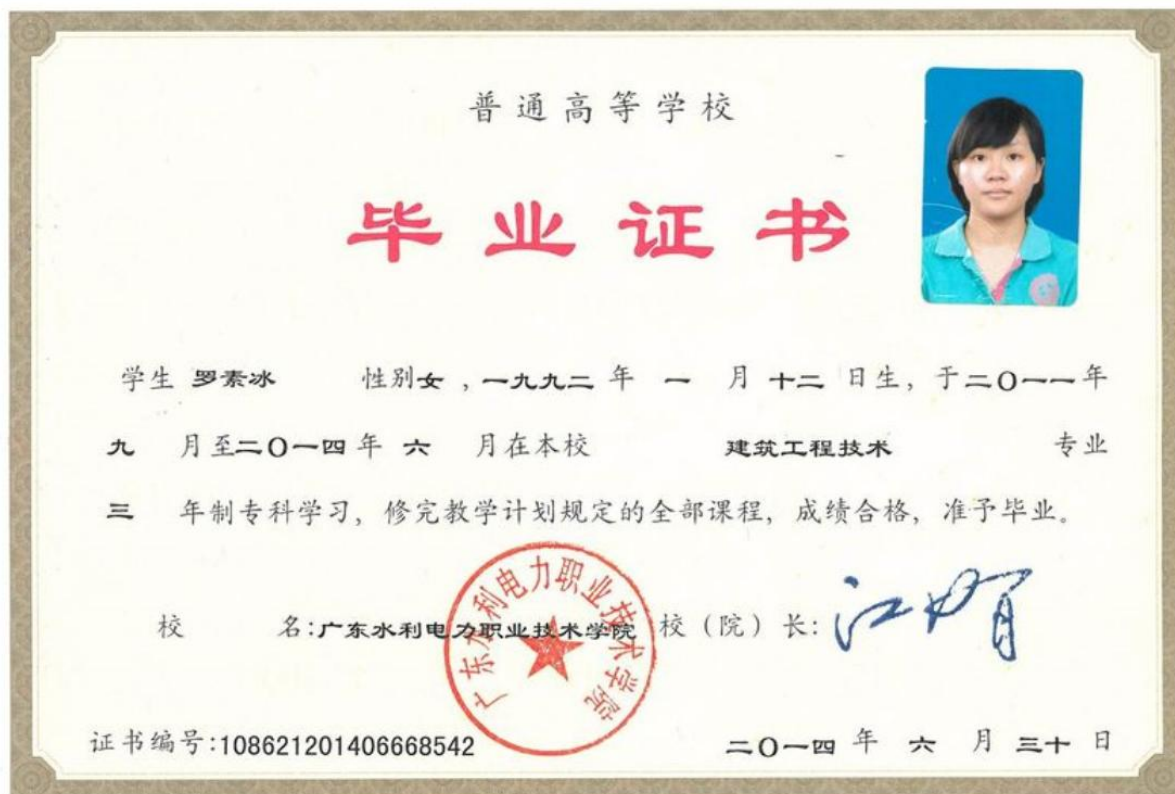 普通高等学校
毕业证书
学生 罗素冰 性别女,一九九二 年 一 月 十二 日生,于二〇一一年
九 月至二〇一四年 六 月在本校 建筑工程技术 专业
三 年制专科学习,修完教学计划规定的全部课程,成绩合格,准予毕业。
校 名:广东水利电力职业技术学院 校(院)长:
广东水利电力职业技术学院
证书编号:108621201406668542 二〇一四 年 六 月 三十 日